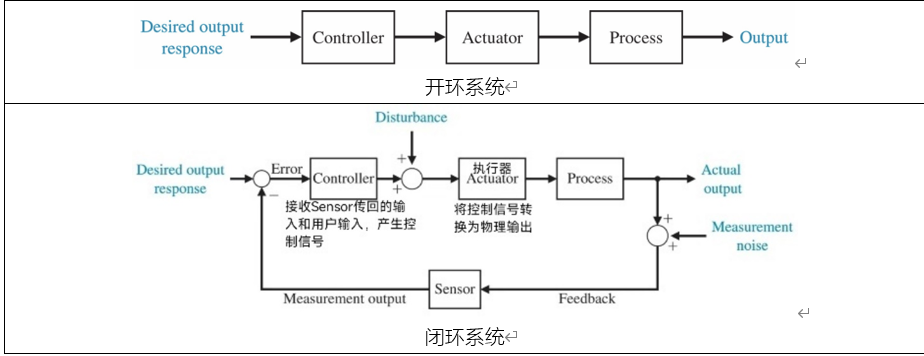 Desired output
response
Controller
Actuator
Process
Output
开环系统
Disturbance
Desired output
response
Error
Controller
执行器
Actuator
Process
Actual
output
接收Sensor传回的输
入和用户输入，产生控
制信号
将控制信号转
换为物理输出
Measurement
noise
Sensor
Measurement output
Feedback
闭环系统